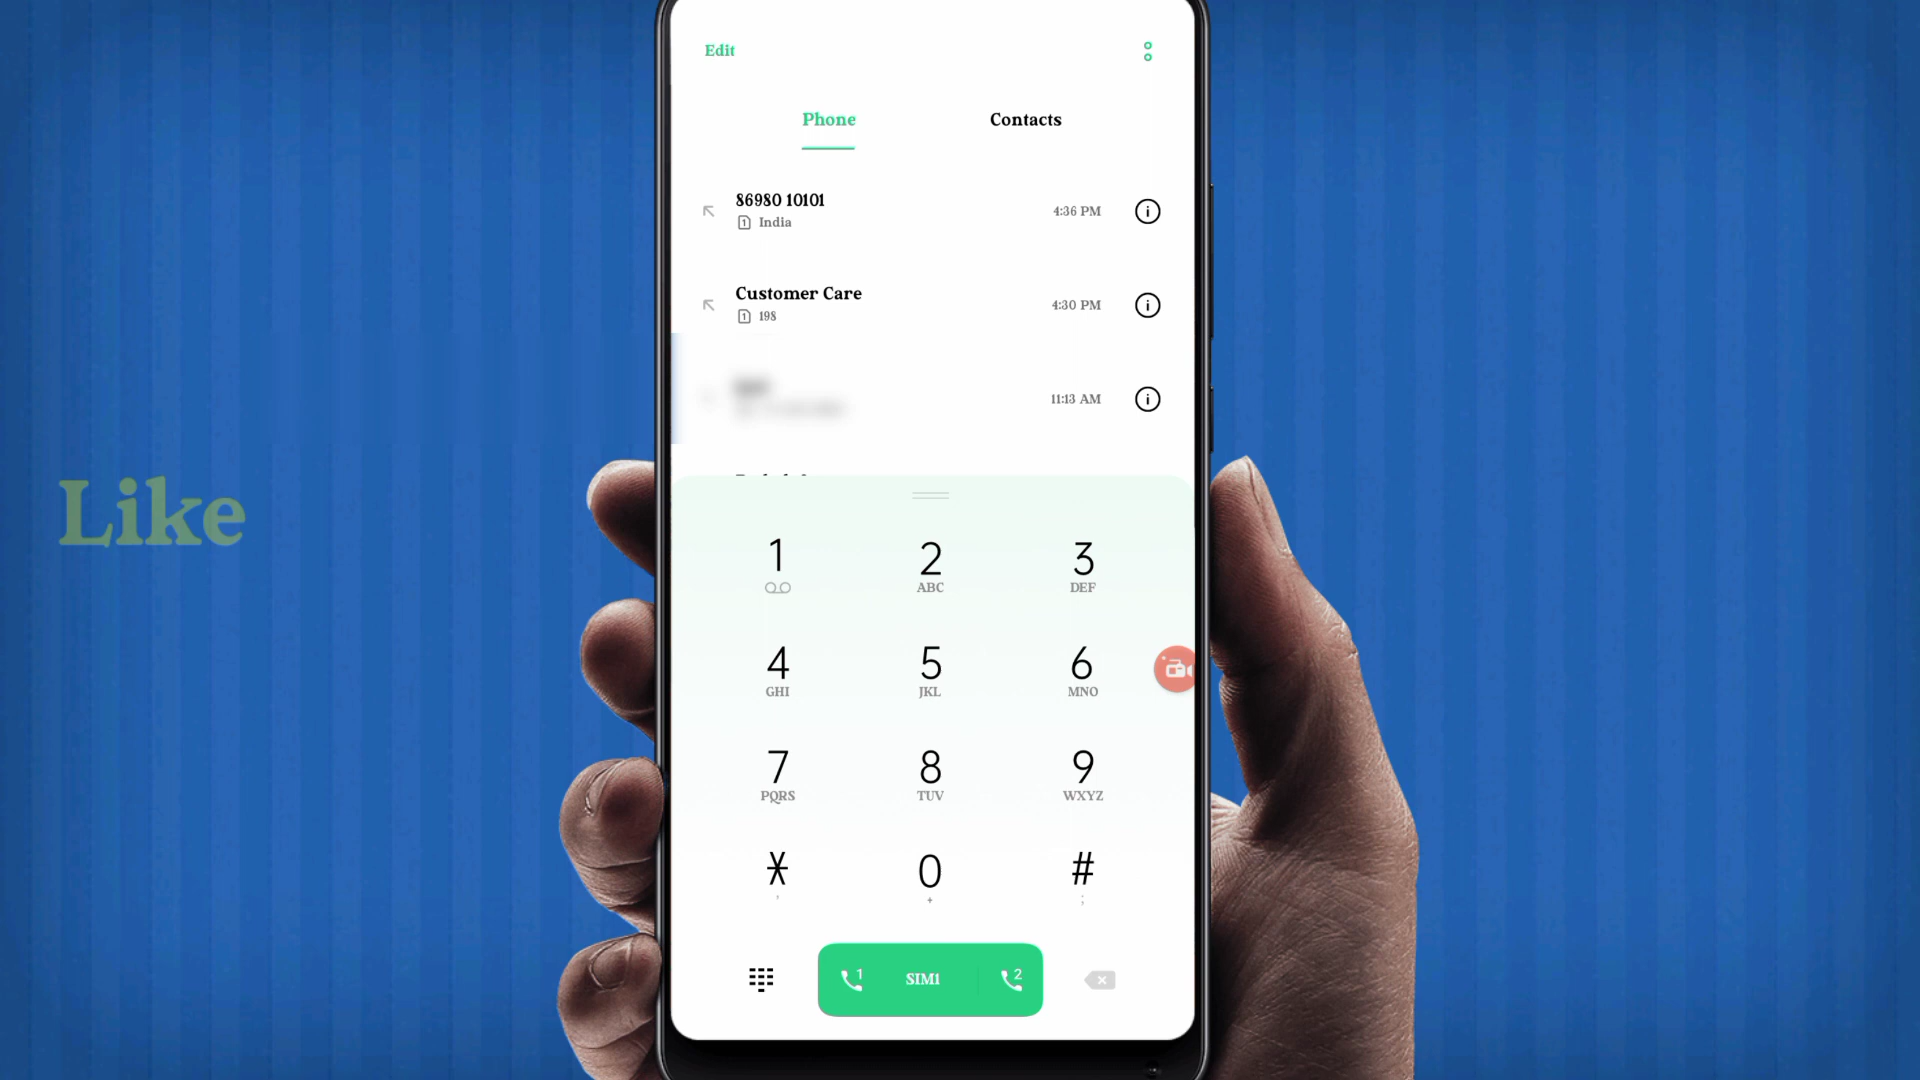 Edit
Phone
Contacts
86980 10101
1 India
4:36 PM
Customer Care
1 198
4:30 PM
11:13 AM
Like
1
2
ABC
3
DEF
4
GHI
5
JKL
6
MNO
7
PQRS
8
TUV
9
WXYZ
*
,
0
+
#
;
1
SIM1
2